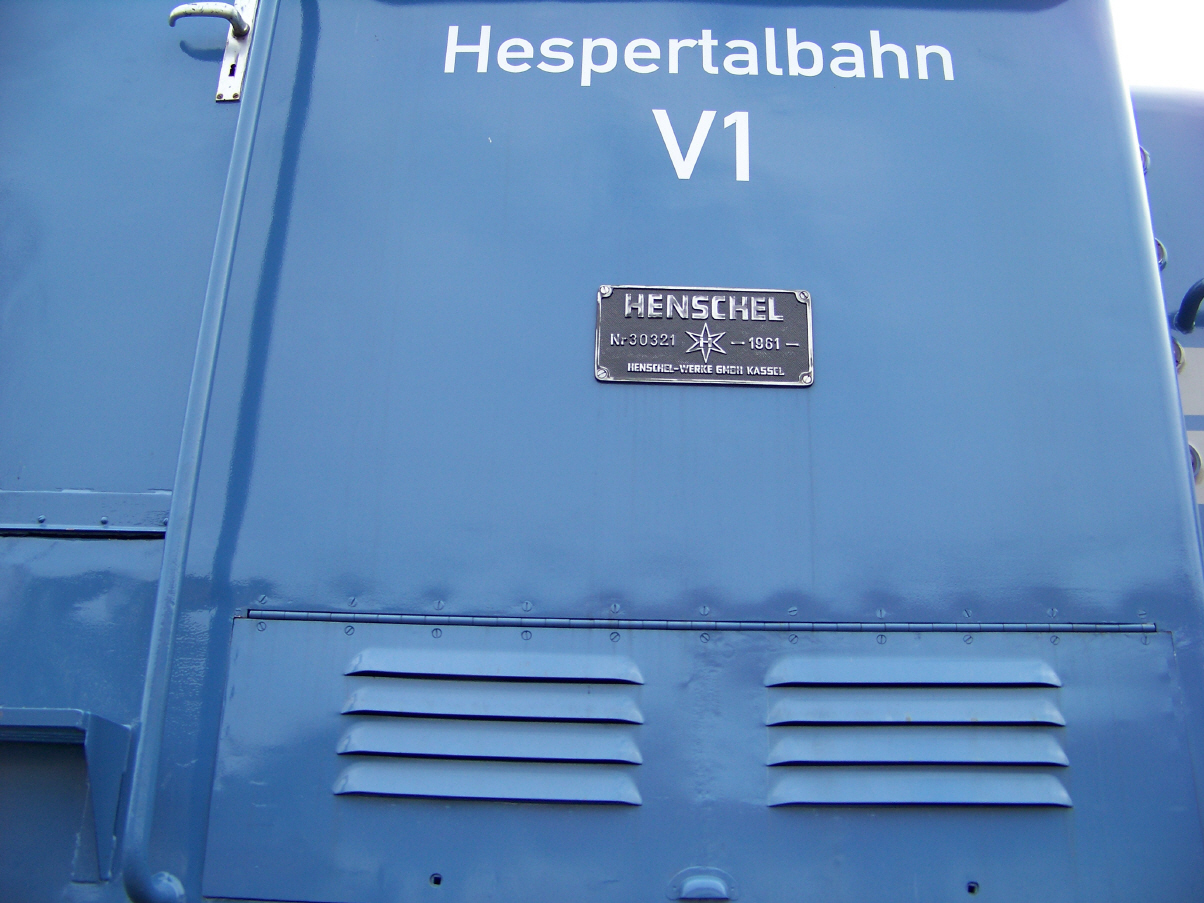 Hespertalbahn
V1
HENSCHEL
Nr 30321 H — 1961 —
HENSCHEL-WERKE GMBH KASSEL